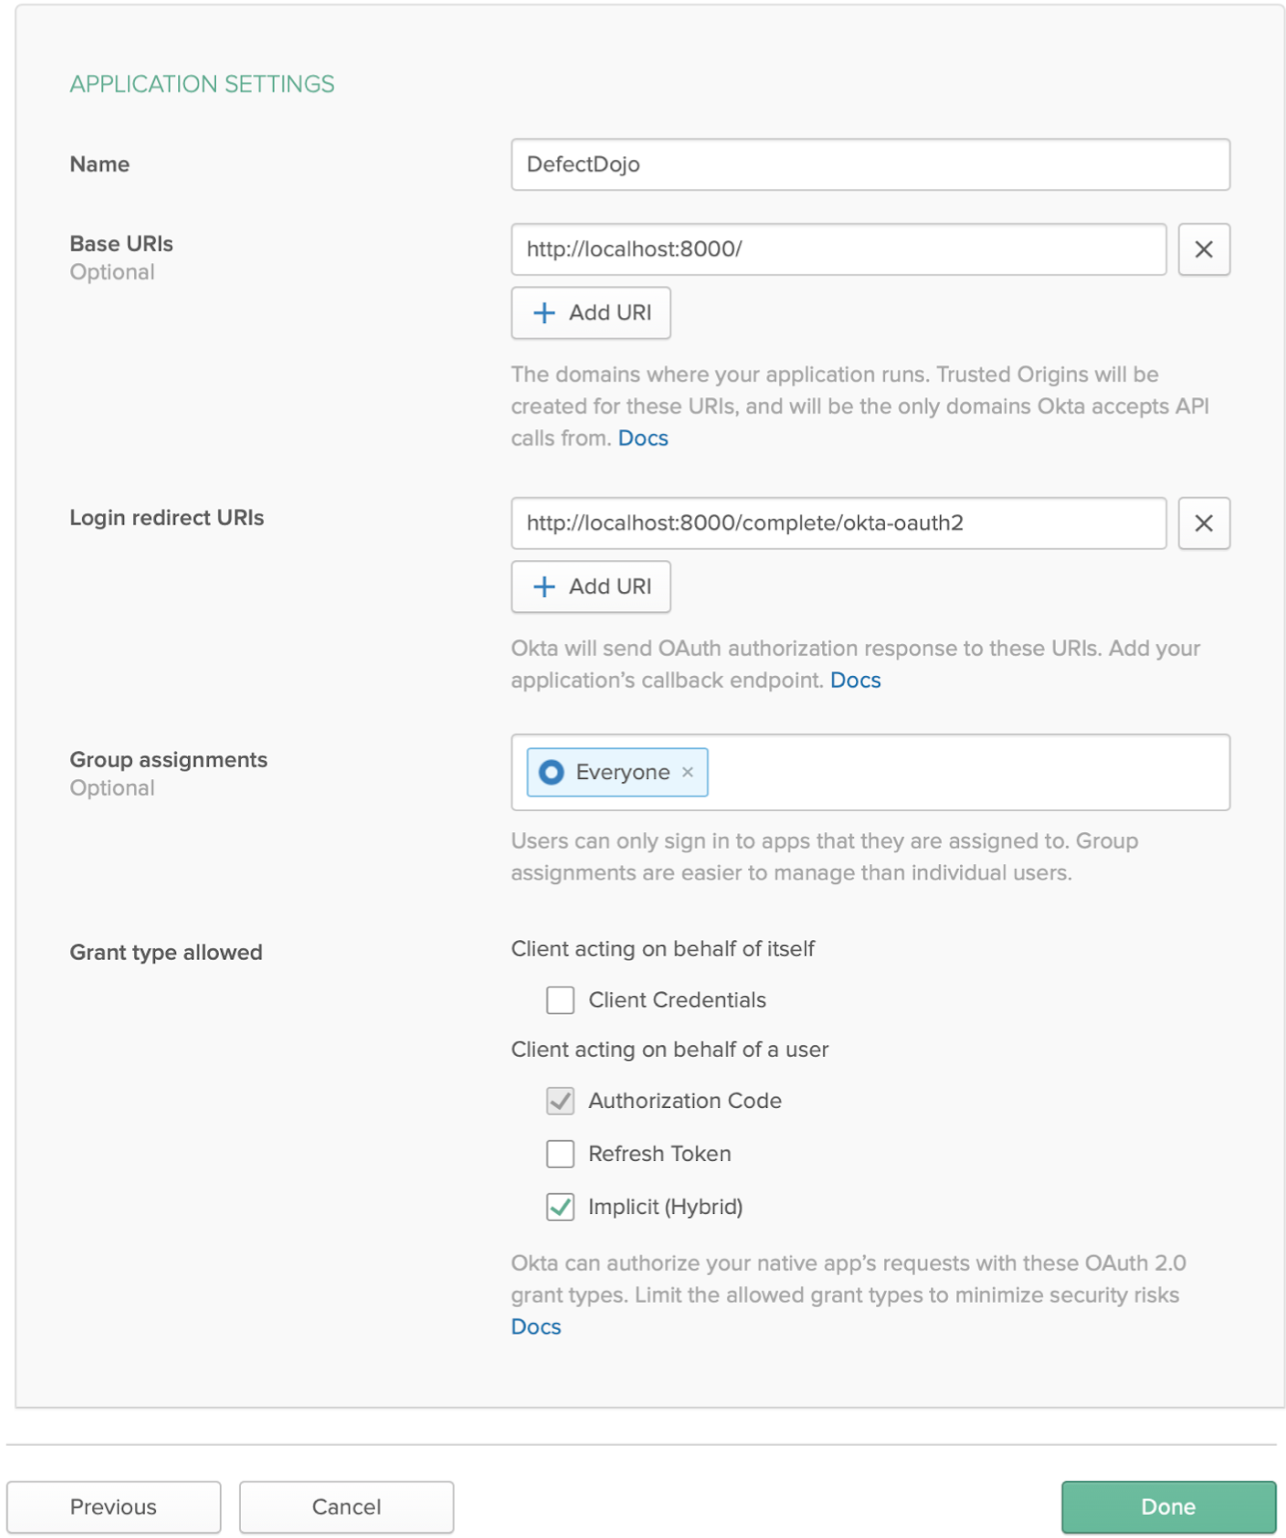 APPLICATION SETTINGS
Name
DefectDojo
Base URIs
Optional
http://localhost:8000/
Add URI
The domains where your application runs. Trusted Origins will be
created for these URIs, and will be the only domains Okta accepts API
calls from. Docs
Login redirect URIs
http://localhost:8000/complete/okta-oauth2
Add URI
Okta will send OAuth authorization response to these URIs. Add your
application’s callback endpoint. Docs
Group assignments
Optional
Everyone
Users can only sign in to apps that they are assigned to. Group
assignments are easier to manage than individual users.
Grant type allowed
Client acting on behalf of itself
Client Credentials
Client acting on behalf of a user
Authorization Code
Refresh Token
Implicit (Hybrid)
Okta can authorize your native app’s requests with these OAuth 2.0
grant types. Limit the allowed grant types to minimize security risks
Docs
Previous
Cancel
Done